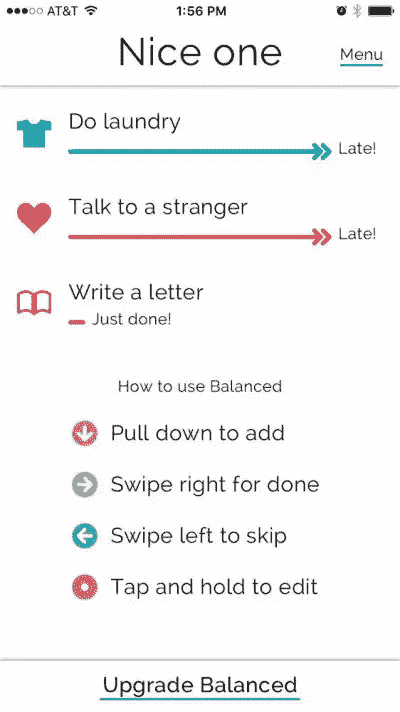 AT&T 1:56 PM
Nice one
Menu
Do laundry
Late!
Talk to a stranger
Late!
Write a letter
Just done!
How to use Balanced
Pull down to add
Swipe right for done
Swipe left to skip
Tap and hold to edit
Upgrade Balanced